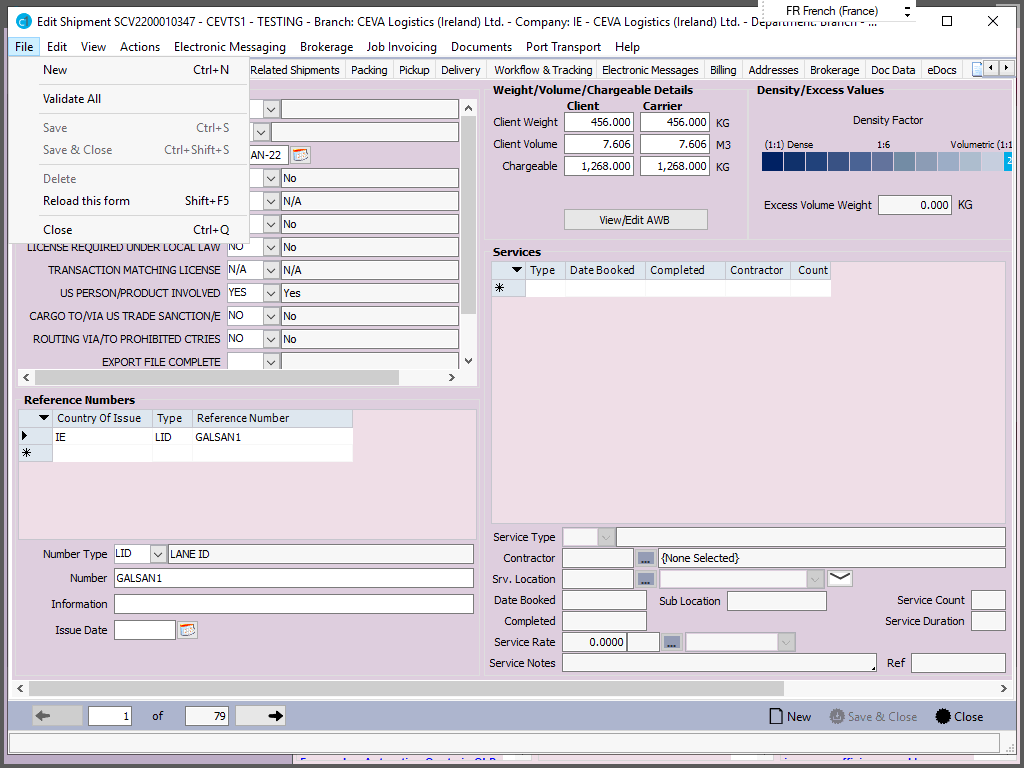 FR French (France)
Edit Shipment SCV2200010347 - CEVTS1 - TESTING - Branch: CEVA Logistics (Ireland) Ltd. - Company: IE - CEVA Logistics (Ireland) Ltd. - Department: Branch - ...
File Edit View Actions Electronic Messaging Brokerage Job Invoicing Documents Port Transport Help
New Ctrl+N
Validate All
Save Ctrl+S
Save & Close Ctrl+Shift+S
Delete
Reload this form Shift+F5
Close Ctrl+Q
Related Shipments Packing Pickup Delivery Workflow & Tracking Electronic Messages Billing Addresses Brokerage Doc Data eDocs
AN-22
No
N/A
No
LICENSE REQUIRED UNDER LOCAL LAW NO No
TRANSACTION MATCHING LICENSE N/A N/A
US PERSON/PRODUCT INVOLVED YES Yes
CARGO TO/VIA US TRADE SANCTION/E NO No
ROUTING VIA/TO PROHIBITED CTRIES NO No
EXPORT FILE COMPLETE
Reference Numbers
Country Of Issue Type Reference Number
IE LID GALSAN1
Number Type LID LANE ID
Number GALSAN1
Information
Issue Date
Weight/Volume/Chargeable Details
Client Carrier
Client Weight 456.000 456.000 KG
Client Volume 7.606 7.606 M3
Chargeable 1,268.000 1,268.000 KG
View/Edit AWB
Density/Excess Values
Density Factor
(1:1) Dense 1:6 Volumetric (1:1
2
Excess Volume Weight 0.000 KG
Services
Type Date Booked Completed Contractor Count
Service Type
Contractor ... {None Selected}
Srv. Location ...
Date Booked Sub Location Service Count
Completed Service Duration
Service Rate 0.0000 ...
Service Notes Ref
1 of 79 New Save & Close Close